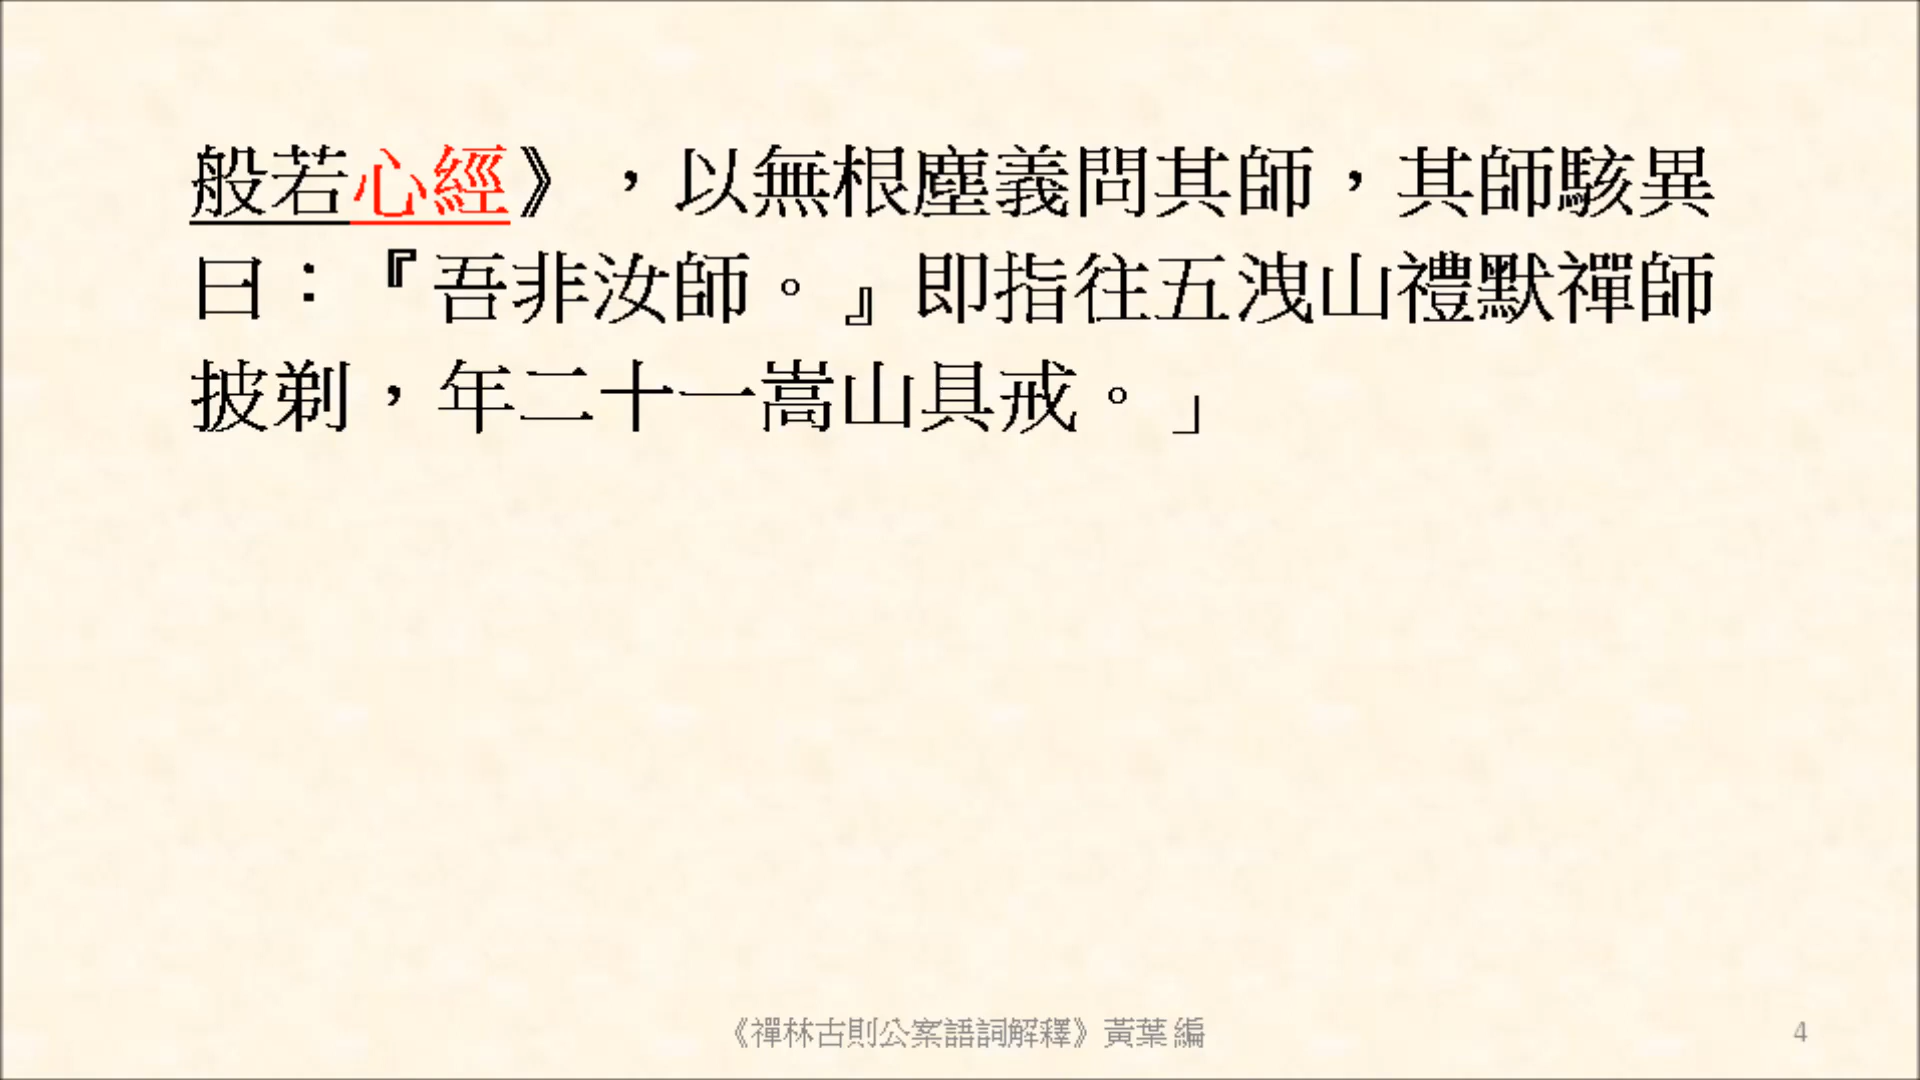 般若心經》，以無根塵義問其師，其師駭異
曰：『吾非汝師。』即指往五洩山禮默禪師
披剃，年二十一嵩山具戒。」
《禪林古則公案語詞解釋》黃葉 編
4